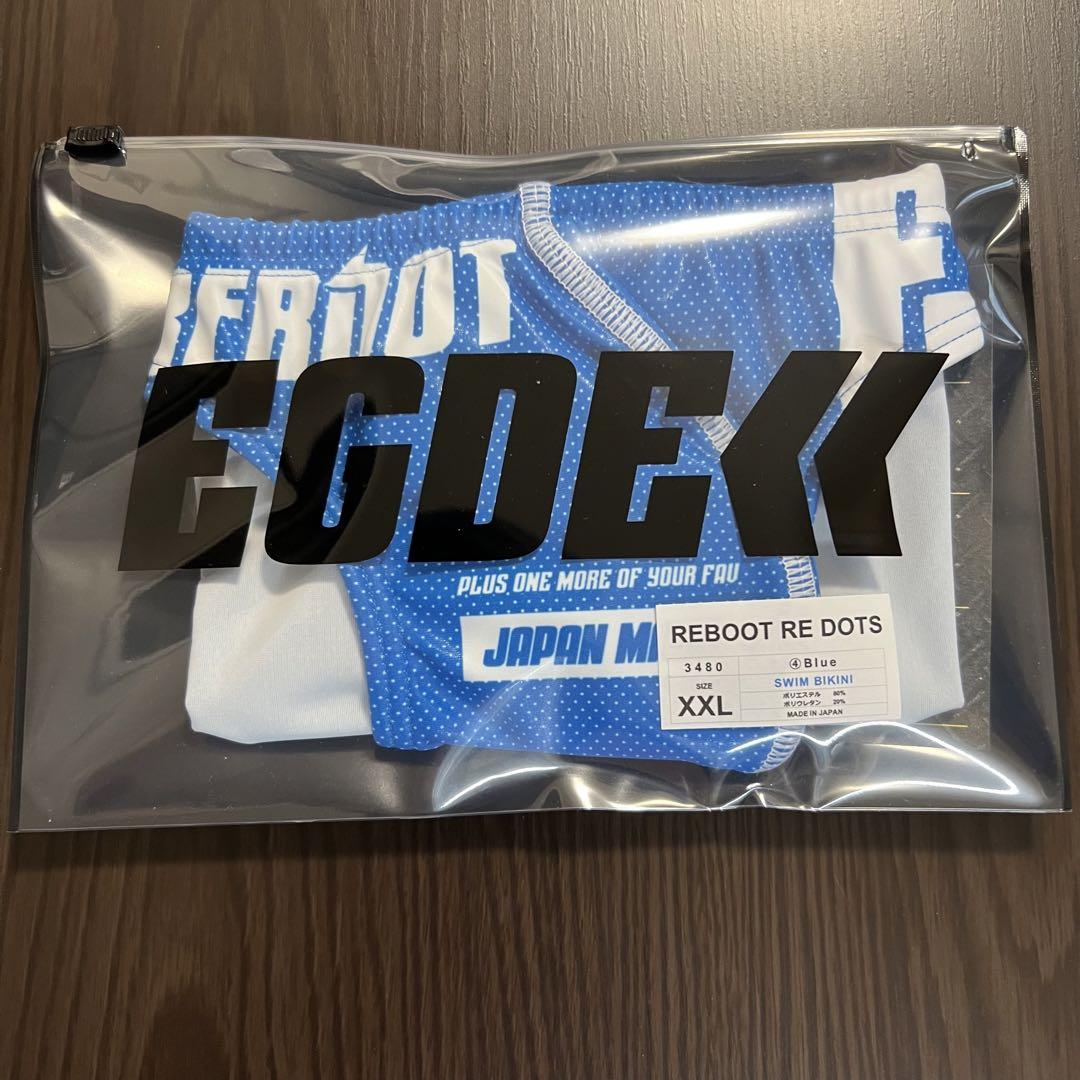 REBOOT
EGDE
PLUS, ONE MORE OF YOUR FAV
JAPAN
REBOOT RE DOTS
3480
④Blue
SIZE
XXL
SWIM BIKINI
ポリエステル 80%
ポリウレタン 20%
MADE IN JAPAN